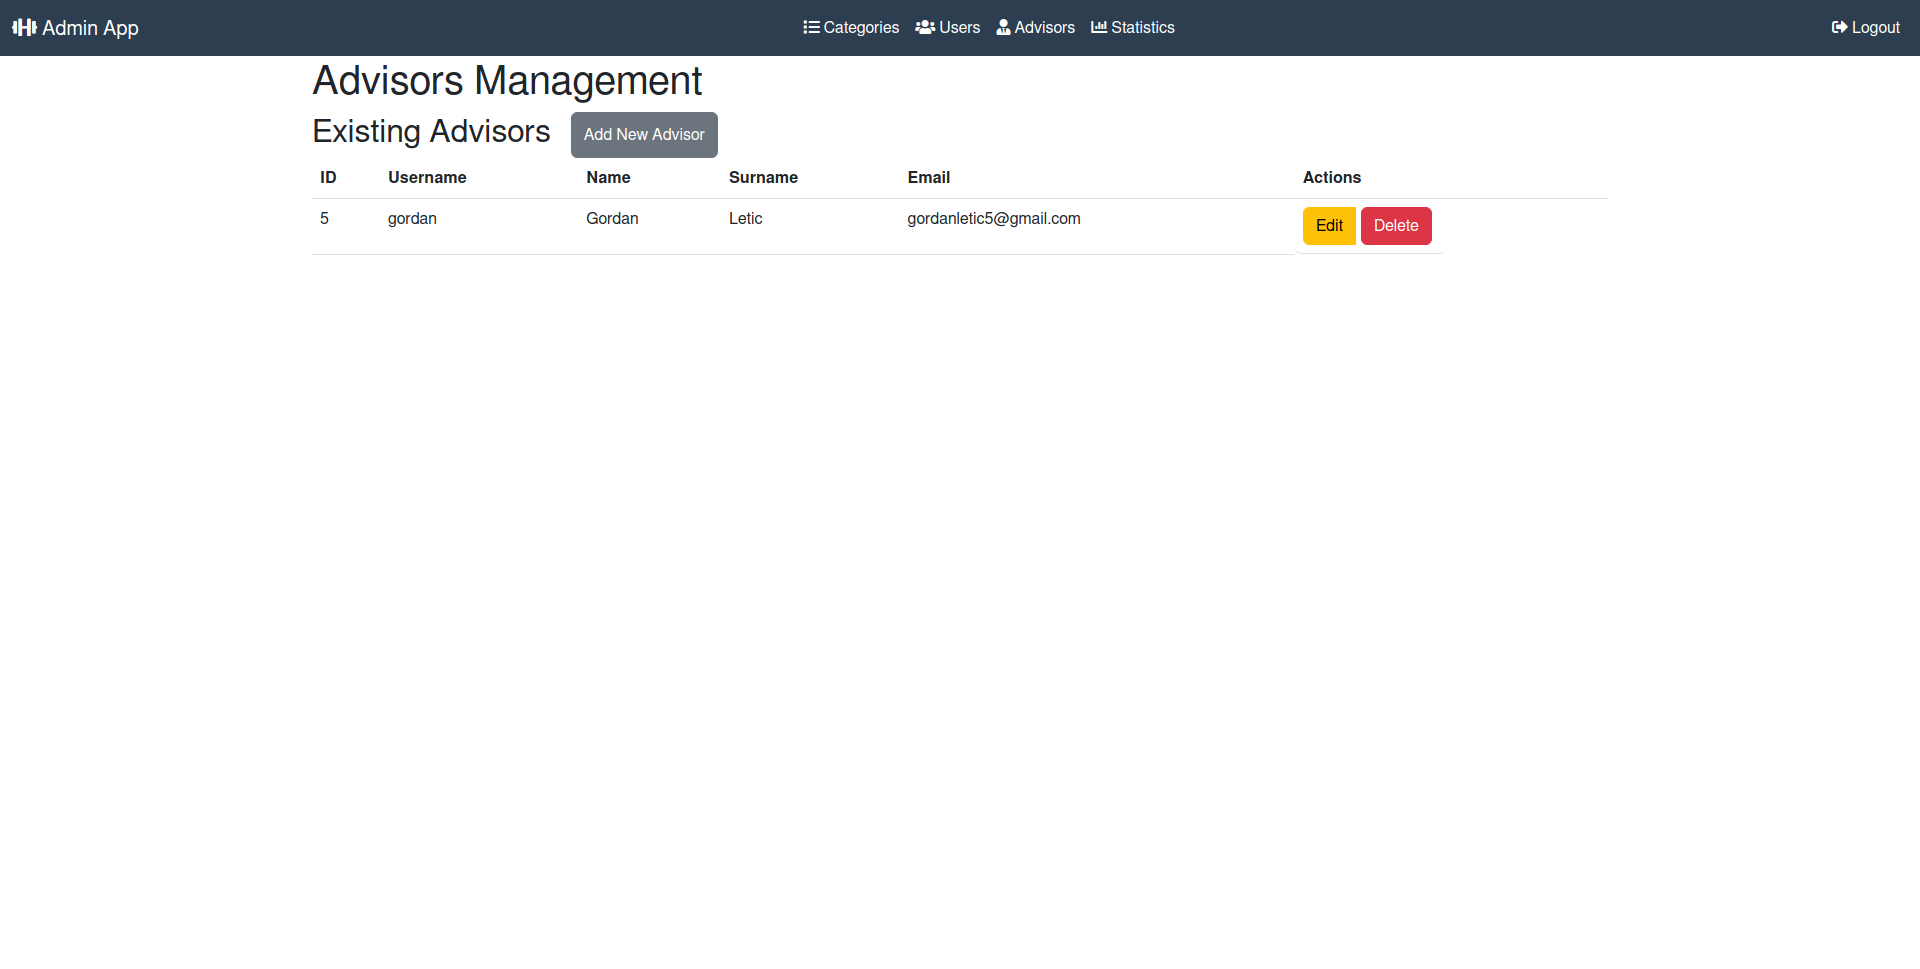 Admin App Categories Users Advisors Statistics Logout
Advisors Management
Existing Advisors Add New Advisor
ID Username Name Surname Email Actions
5 gordan Gordan Letic gordanletic5@gmail.com Edit Delete